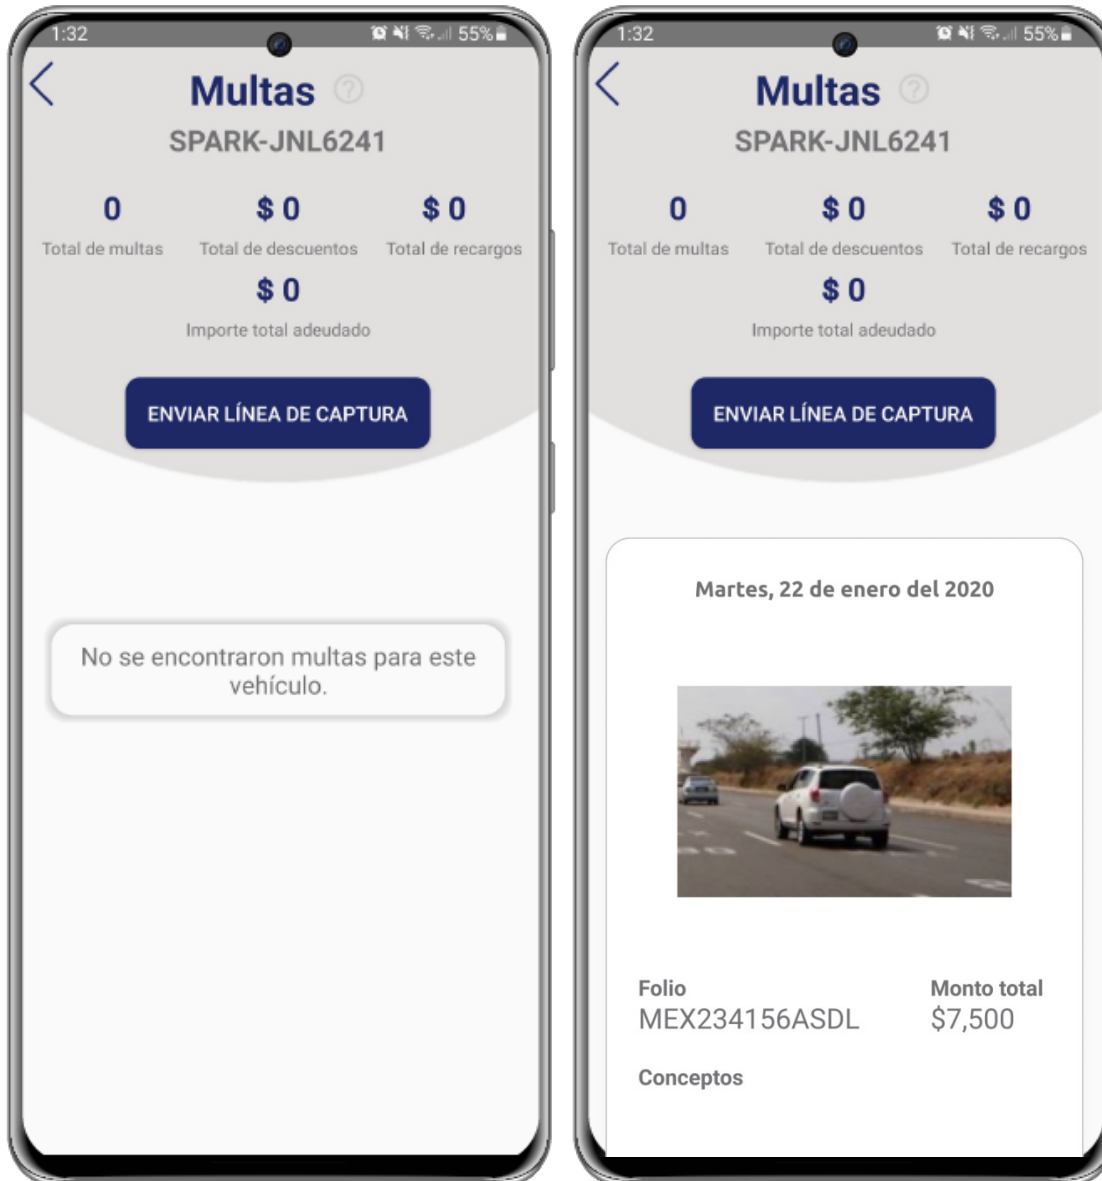 1:32
55%
Multas ?
SPARK-JNL6241
0
$ 0
$ 0
Total de multas
Total de descuentos
Total de recargos
$ 0
Importe total adeudado
ENVIAR LÍNEA DE CAPTURA
No se encontraron multas para este
vehículo.
1:32
55%
Multas ?
SPARK-JNL6241
0
$ 0
$ 0
Total de multas
Total de descuentos
Total de recargos
$ 0
Importe total adeudado
ENVIAR LÍNEA DE CAPTURA
Martes, 22 de enero del 2020
Folio
Monto total
MEX234156ASDL
$7,500
Conceptos